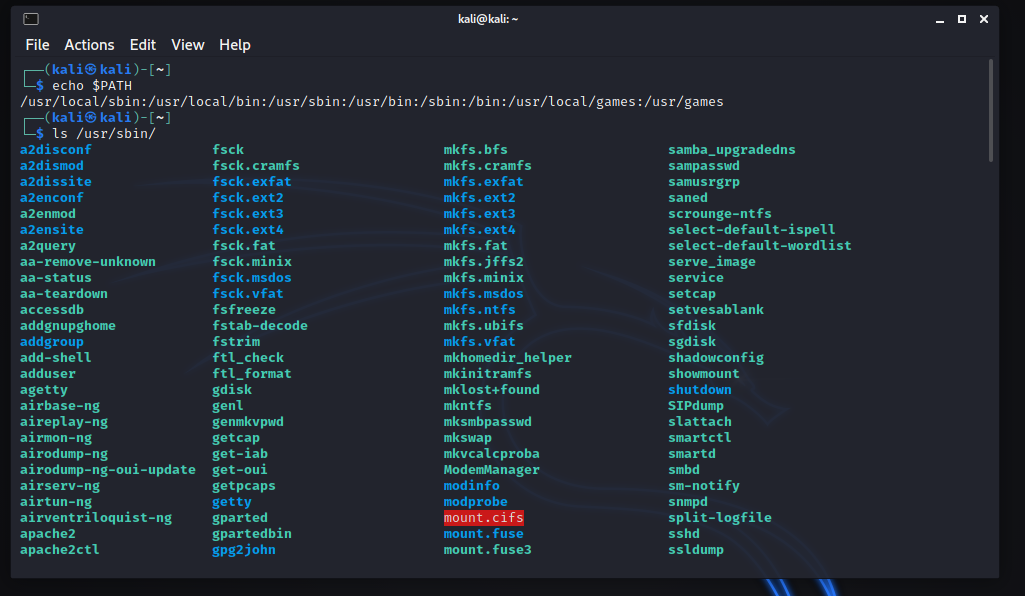 kali@kali: ~
File Actions Edit View Help
┌──(kali㉿kali)-[~]
└─$ echo $PATH
/usr/local/sbin:/usr/local/bin:/usr/sbin:/usr/bin:/sbin:/bin:/usr/local/games:/usr/games
┌──(kali㉿kali)-[~]
└─$ ls /usr/sbin/
a2disconf fsck mkfs.bfs samba_upgradedns
a2dismod fsck.cramfs mkfs.cramfs sampasswd
a2dissite fsck.exfat mkfs.exfat samusrgrp
a2enconf fsck.ext2 mkfs.ext2 saned
a2enmod fsck.ext3 mkfs.ext3 scrounge-ntfs
a2ensite fsck.ext4 mkfs.ext4 select-default-ispell
a2query fsck.fat mkfs.fat select-default-wordlist
aa-remove-unknown fsck.minix mkfs.jffs2 serve_image
aa-status fsck.msdos mkfs.minix service
aa-teardown fsck.vfat mkfs.msdos setcap
accessdb fsfreeze mkfs.ntfs setvesablank
addgnupghome fstab-decode mkfs.ubifs sfdisk
addgroup fstrim mkfs.vfat sgdisk
add-shell ftl_check mkhomedir_helper shadowconfig
adduser ftl_format mkinitramfs showmount
agetty gdisk mklost+found shutdown
airbase-ng genl mkntfs SIPdump
aireplay-ng genmkvpwd mksmbpasswd slattach
airmon-ng getcap mkswap smartctl
airodump-ng get-iab mkvcalcproba smartd
airodump-ng-oui-update get-oui ModemManager smbd
airserv-ng getpcaps modinfo sm-notify
airtun-ng getty modprobe snmpd
airventriloquist-ng gparted mount.cifs split-logfile
apache2 gpartedbin mount.fuse sshd
apache2ctl gpg2john mount.fuse3 ssldump